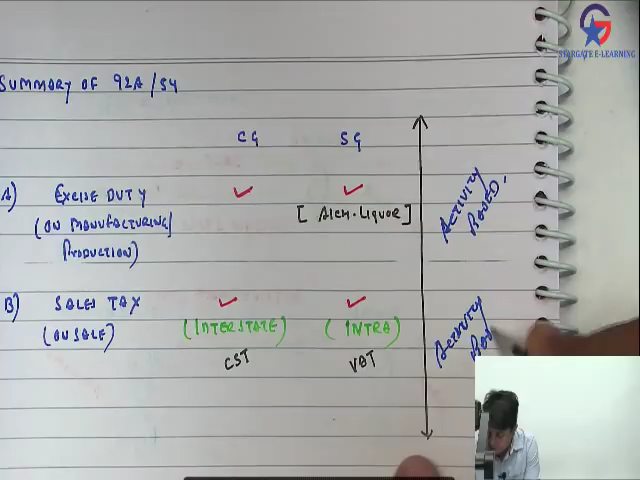 STARGATE E-LEARNING
SUMMARY OF 92A/54
CG SG
A) EXCISE DUTY ✓ ✓
(ON MANUFACTURING/ [Alch. Liquor]
PRODUCTION)
ACTIVITY
BASED.
B) SALES TAX ✓ ✓
(ON SALE) (INTERSTATE) (INTRA)
CST VAT
ACTIVITY